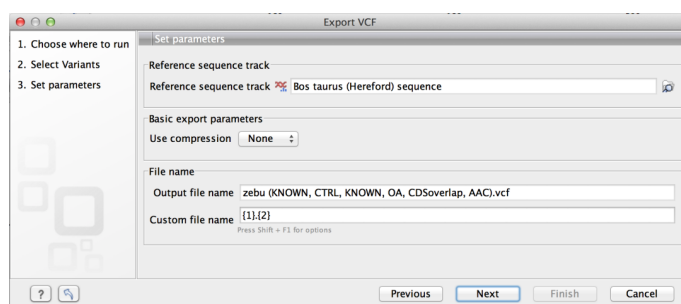 Export VCF
1. Choose where to run
2. Select Variants
3. Set parameters
Set parameters
Reference sequence track
Reference sequence track Bos taurus (Hereford) sequence
Basic export parameters
Use compression None
File name
Output file name zebu (KNOWN, CTRL, KNOWN, OA, CDSoverlap, AAC).vcf
Custom file name {1}.{2}
Press Shift + F1 for options
? Previous Next Finish Cancel